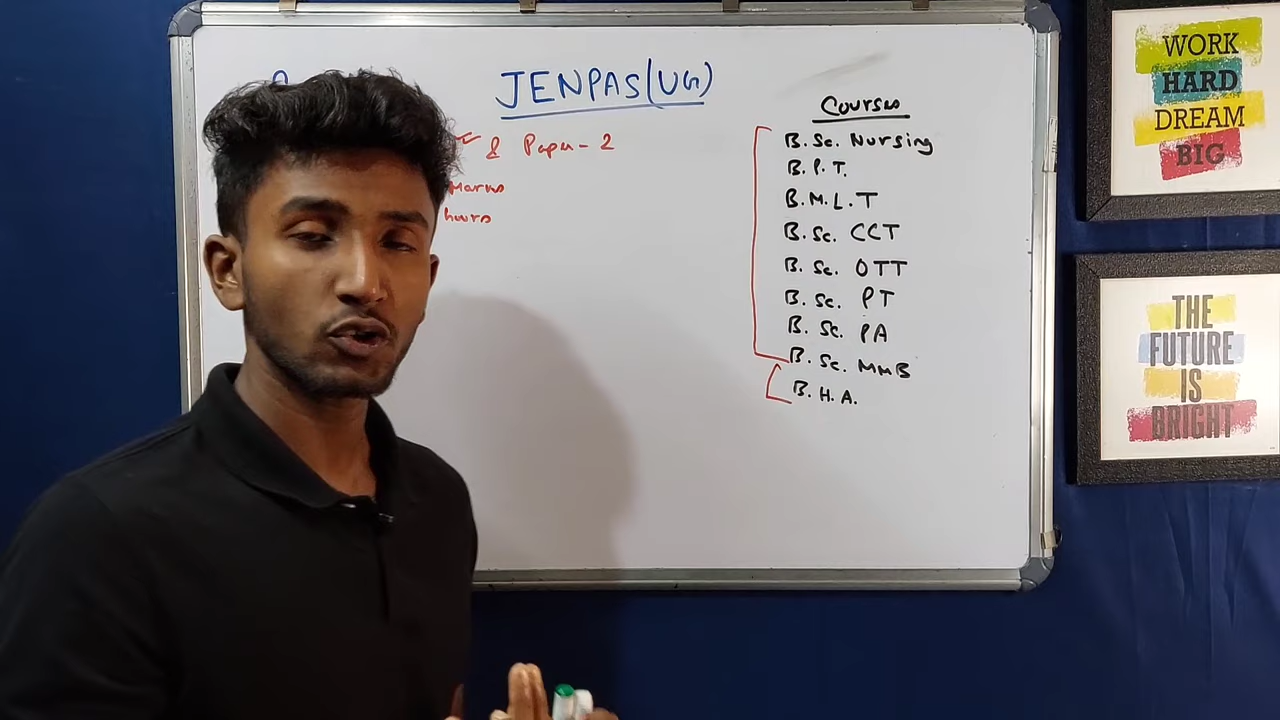 JENPAS(UG)
& Paper-2
Marks
hours
Courses
B.Sc. Nursing
B.P.T.
B.M.L.T
B.Sc. CCT
B.Sc. OTT
B.Sc. PT
B.Sc. PA
B.Sc. MMB
B.H.A.
WORK
HARD
DREAM
BIG
THE
FUTURE
IS
BRIGHT